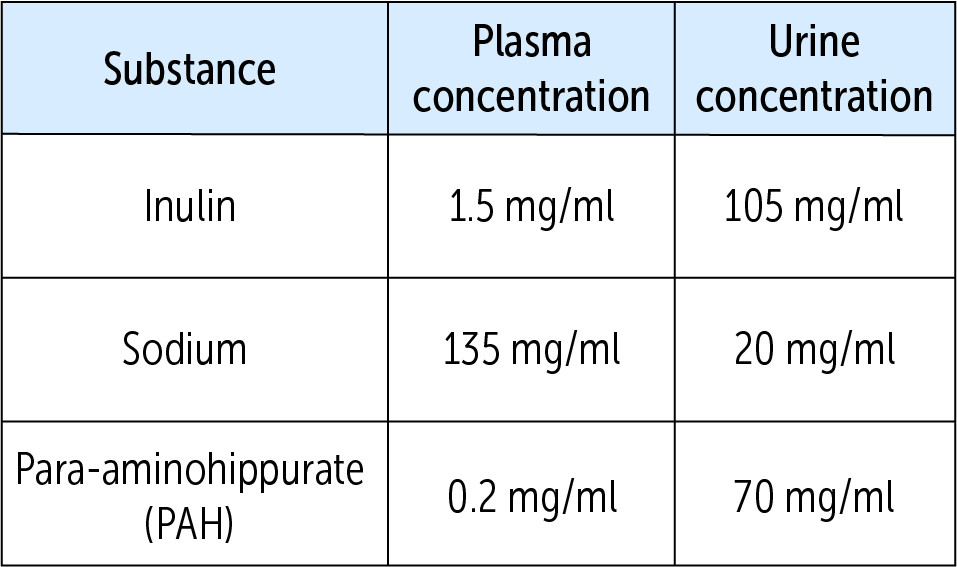 Substance
Plasma
concentration
Urine
concentration
Inulin
1.5 mg/ml
105 mg/ml
Sodium
135 mg/ml
20 mg/ml
Para-aminohippurate
(PAH)
0.2 mg/ml
70 mg/ml